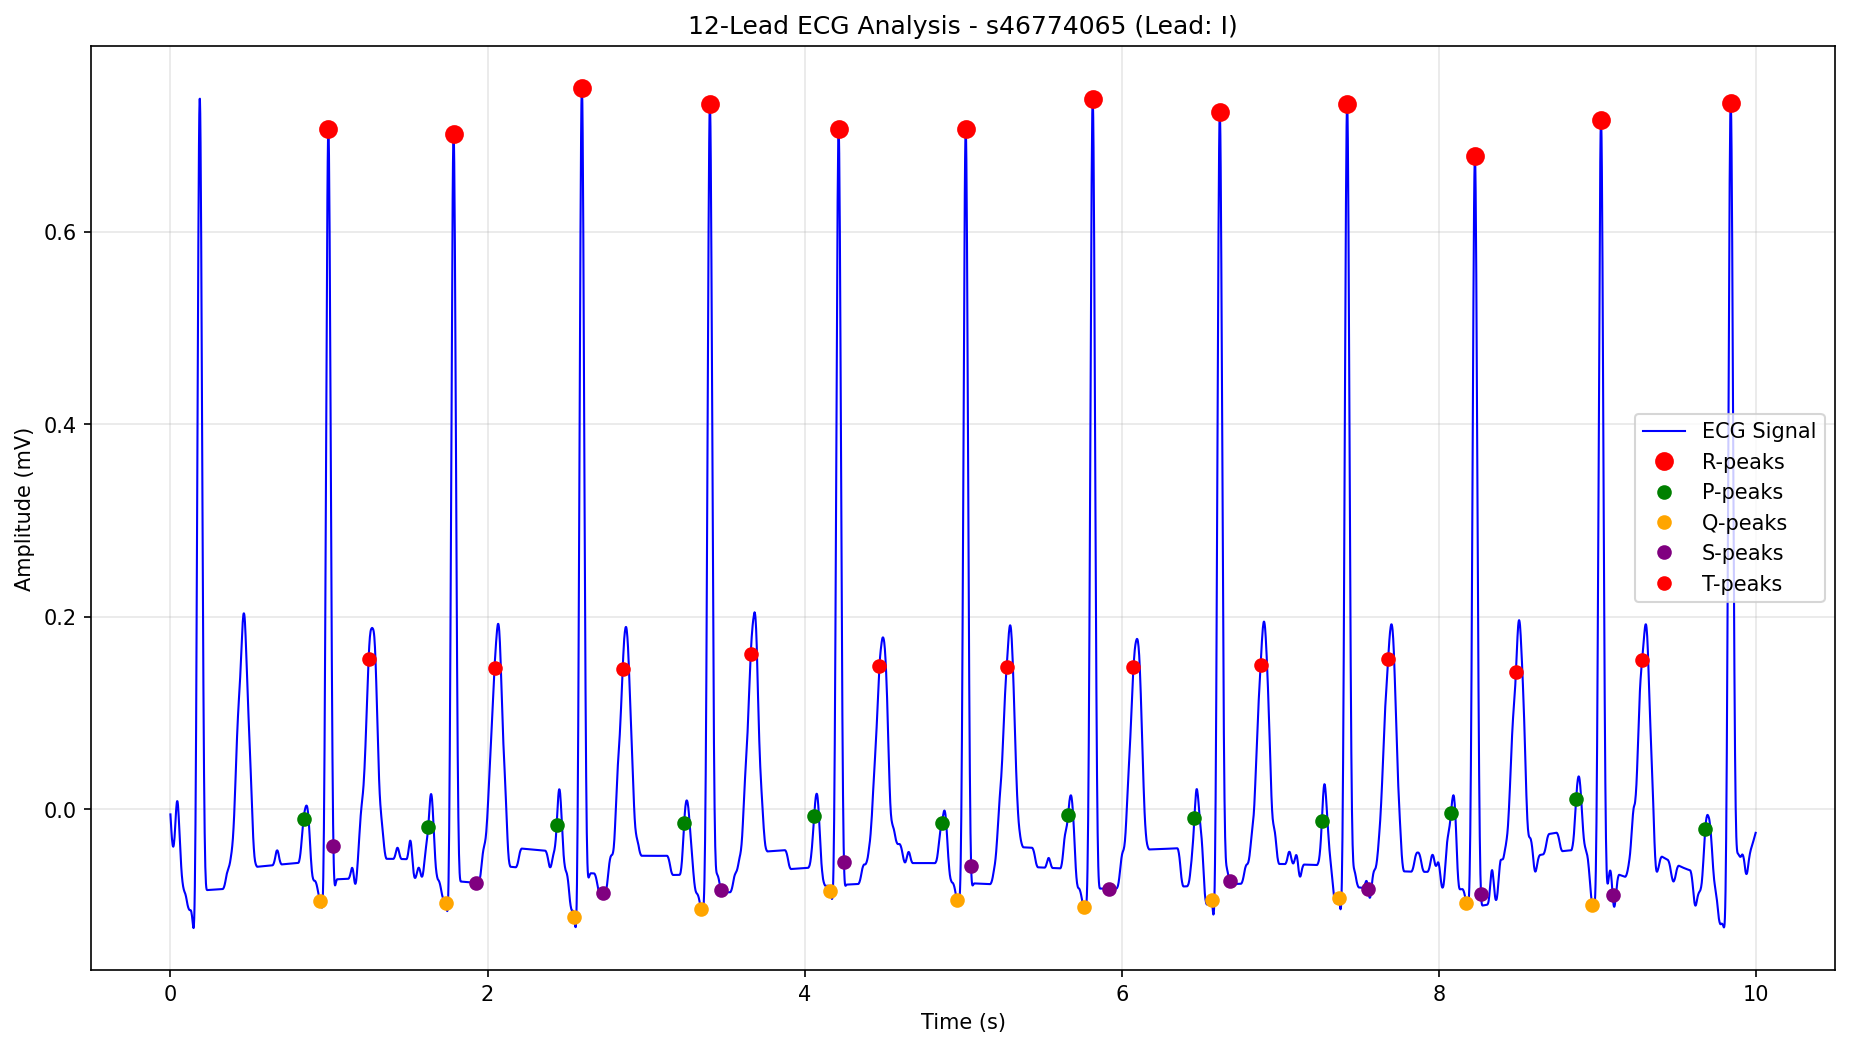 12-Lead ECG Analysis - s46774065 (Lead: I)
Amplitude (mV)
0.6
0.4
0.2
0.0
ECG Signal
R-peaks
P-peaks
Q-peaks
S-peaks
T-peaks
0 2 4 6 8 10
Time (s)